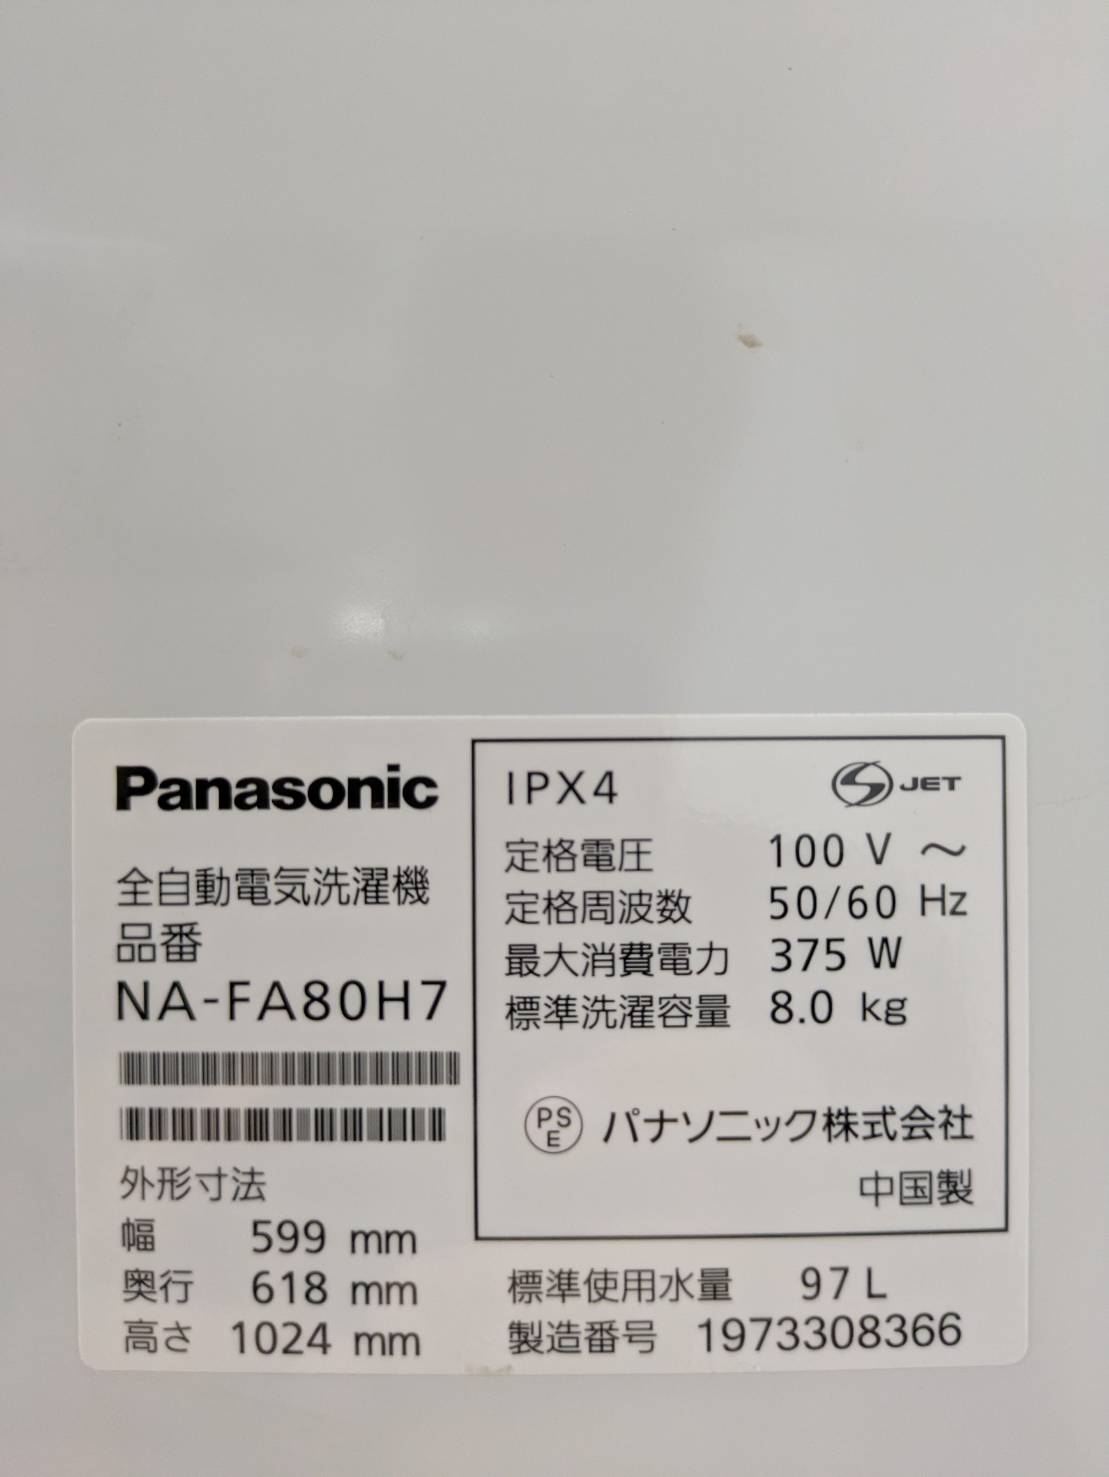 Panasonic
全自動電気洗濯機
品番
NA-FA80H7
外形寸法
幅 599 mm
奥行 618 mm
高さ 1024 mm
IPX4
S JET
定格電圧 100 V ～
定格周波数 50/60 Hz
最大消費電力 375 W
標準洗濯容量 8.0 kg
PS E パナソニック株式会社
中国製
標準使用水量 97 L
製造番号 1973308366